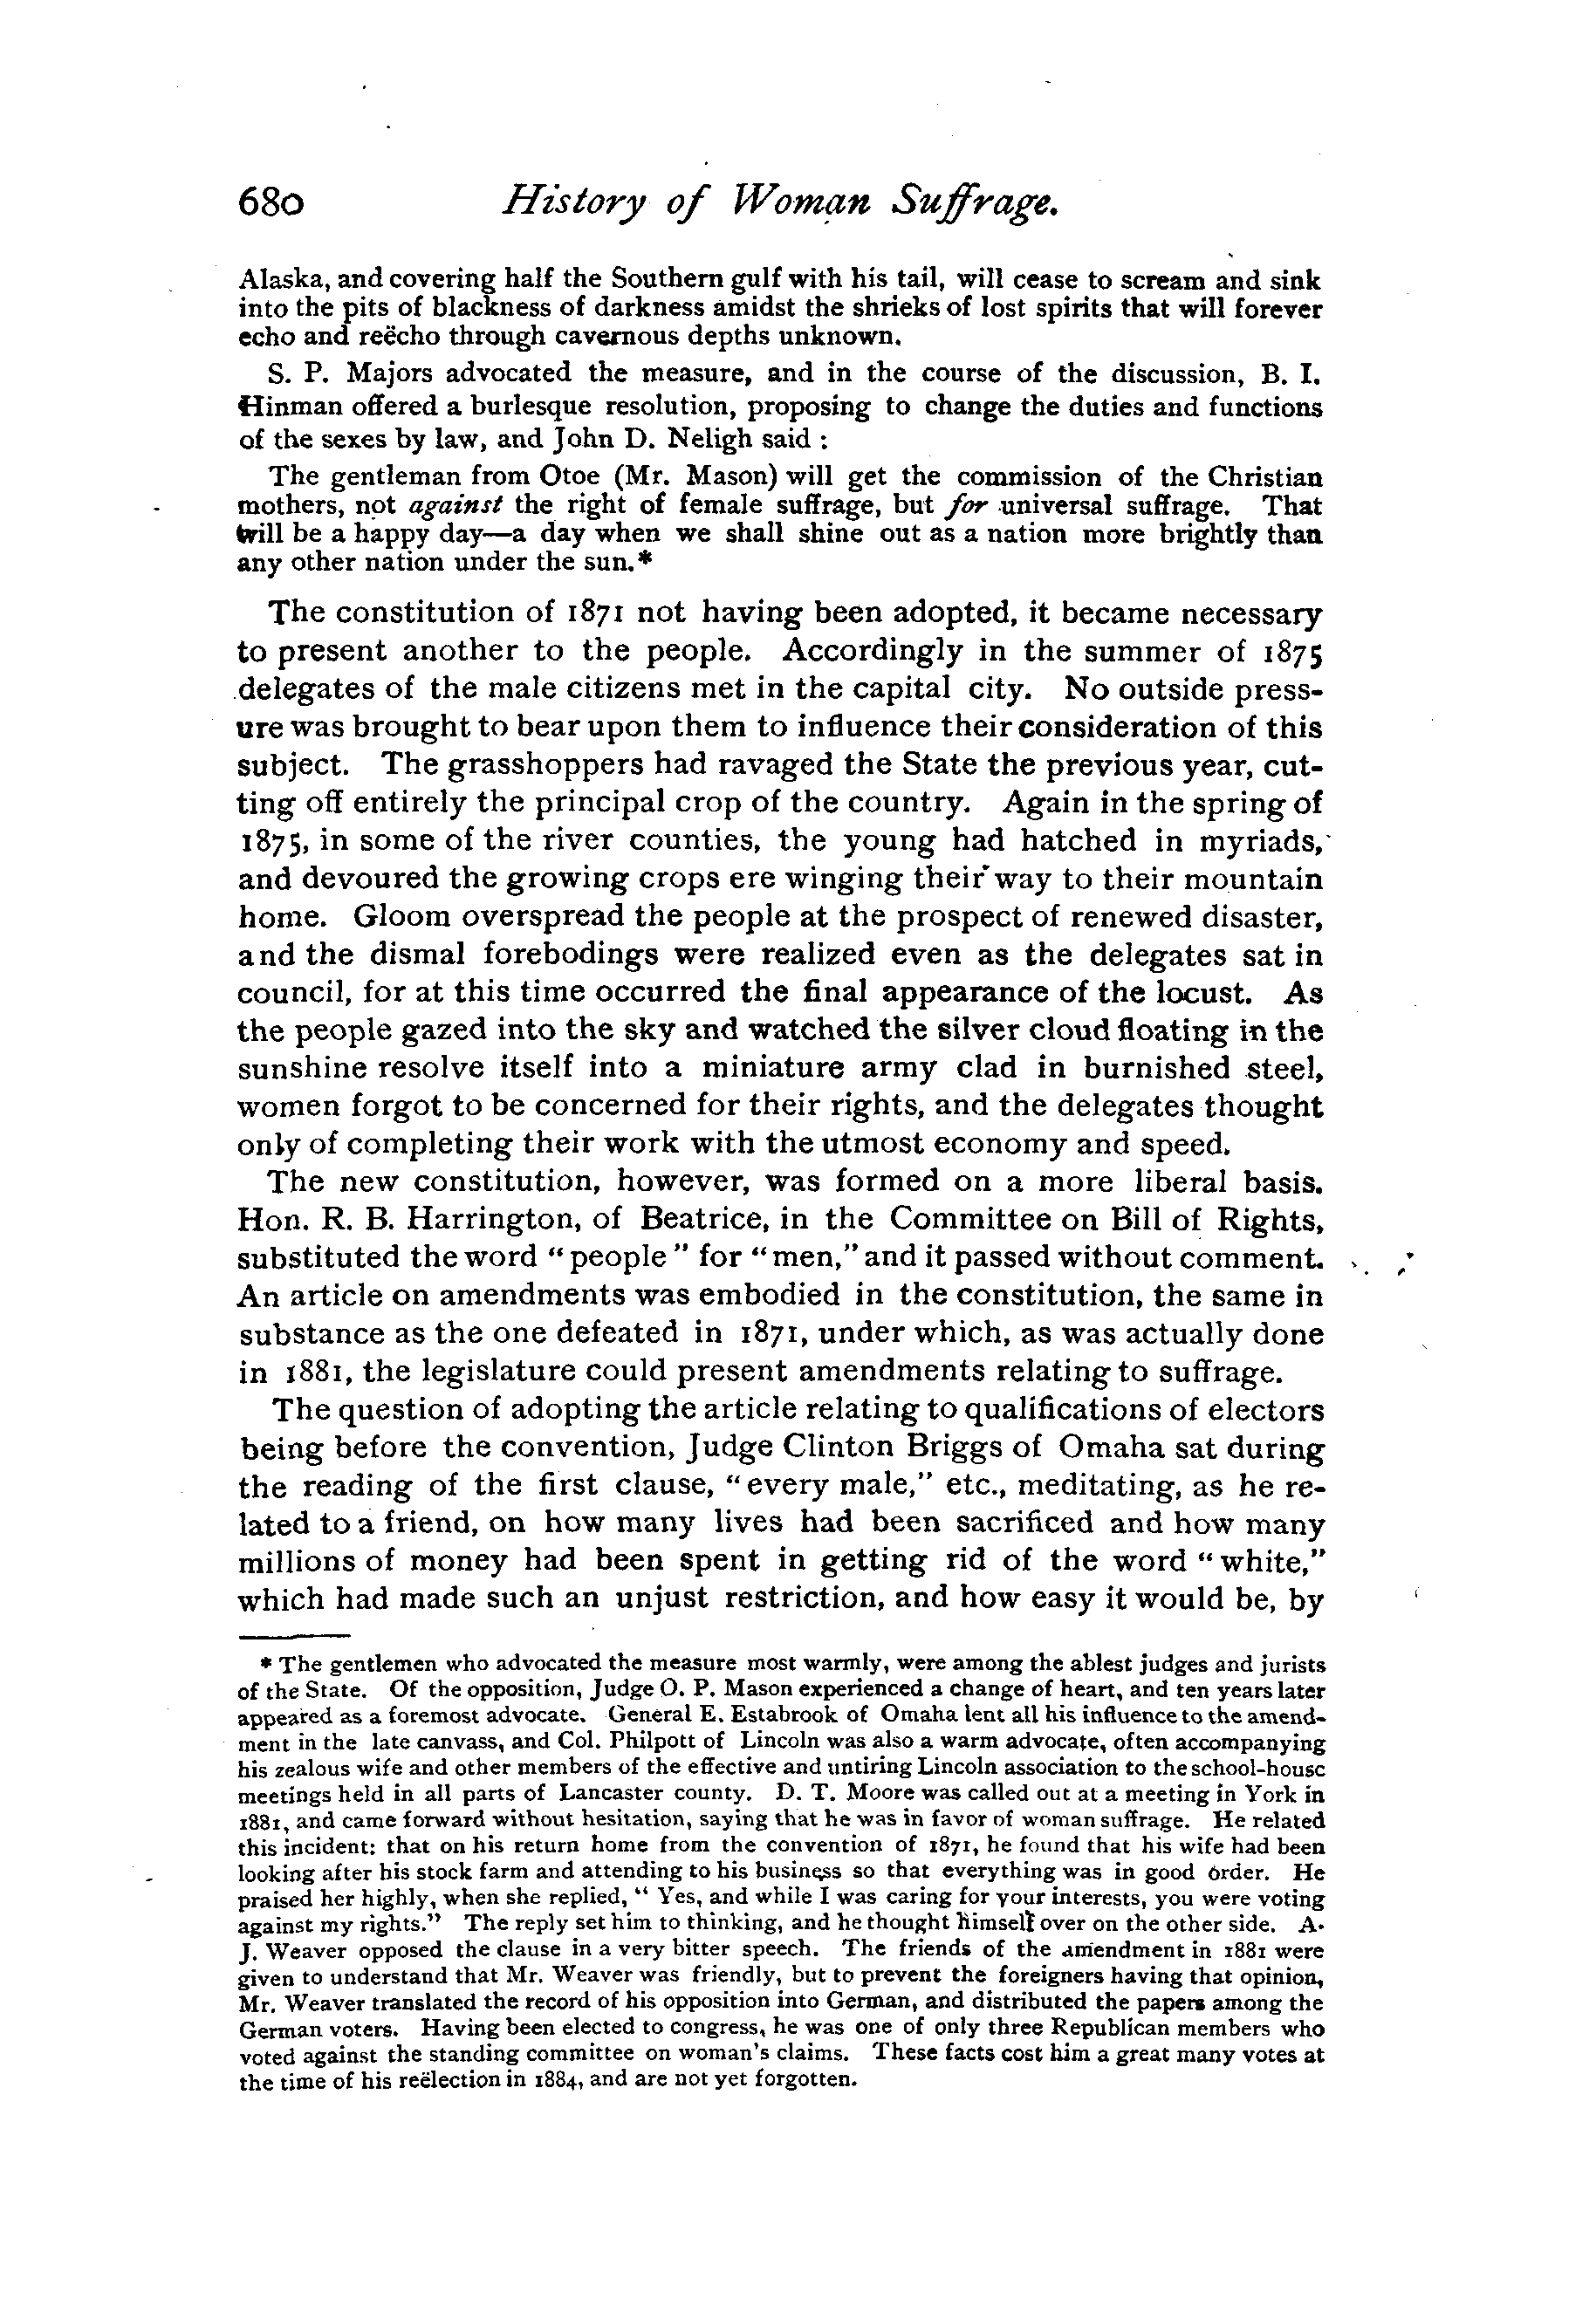 680 History of Woman Suffrage.
Alaska, and covering half the Southern gulf with his tail, will cease to scream and sink
into the pits of blackness of darkness amidst the shrieks of lost spirits that will forever
echo and reëcho through cavernous depths unknown.
S. P. Majors advocated the measure, and in the course of the discussion, B. I.
Hinman offered a burlesque resolution, proposing to change the duties and functions
of the sexes by law, and John D. Neligh said :
The gentleman from Otoe (Mr. Mason) will get the commission of the Christian
mothers, not against the right of female suffrage, but for universal suffrage. That
will be a happy day—a day when we shall shine out as a nation more brightly than
any other nation under the sun.*
The constitution of 1871 not having been adopted, it became necessary
to present another to the people. Accordingly in the summer of 1875
delegates of the male citizens met in the capital city. No outside press-
ure was brought to bear upon them to influence their consideration of this
subject. The grasshoppers had ravaged the State the previous year, cut-
ting off entirely the principal crop of the country. Again in the spring of
1875, in some of the river counties, the young had hatched in myriads,
and devoured the growing crops ere winging their way to their mountain
home. Gloom overspread the people at the prospect of renewed disaster,
and the dismal forebodings were realized even as the delegates sat in
council, for at this time occurred the final appearance of the locust. As
the people gazed into the sky and watched the silver cloud floating in the
sunshine resolve itself into a miniature army clad in burnished steel,
women forgot to be concerned for their rights, and the delegates thought
only of completing their work with the utmost economy and speed.
The new constitution, however, was formed on a more liberal basis.
Hon. R. B. Harrington, of Beatrice, in the Committee on Bill of Rights,
substituted the word “people” for “men,” and it passed without comment.
An article on amendments was embodied in the constitution, the same in
substance as the one defeated in 1871, under which, as was actually done
in 1881, the legislature could present amendments relating to suffrage.
The question of adopting the article relating to qualifications of electors
being before the convention, Judge Clinton Briggs of Omaha sat during
the reading of the first clause, “every male,” etc., meditating, as he re-
lated to a friend, on how many lives had been sacrificed and how many
millions of money had been spent in getting rid of the word “white,”
which had made such an unjust restriction, and how easy it would be, by
* The gentlemen who advocated the measure most warmly, were among the ablest judges and jurists
of the State. Of the opposition, Judge O. P. Mason experienced a change of heart, and ten years later
appeared as a foremost advocate. General E. Estabrook of Omaha lent all his influence to the amend-
ment in the late canvass, and Col. Philpott of Lincoln was also a warm advocate, often accompanying
his zealous wife and other members of the effective and untiring Lincoln association to the school-house
meetings held in all parts of Lancaster county. D. T. Moore was called out at a meeting in York in
1881, and came forward without hesitation, saying that he was in favor of woman suffrage. He related
this incident: that on his return home from the convention of 1871, he found that his wife had been
looking after his stock farm and attending to his business so that everything was in good order. He
praised her highly, when she replied, “Yes, and while I was caring for your interests, you were voting
against my rights.” The reply set him to thinking, and he thought himself over on the other side. A.
J. Weaver opposed the clause in a very bitter speech. The friends of the amendment in 1881 were
given to understand that Mr. Weaver was friendly, but to prevent the foreigners having that opinion,
Mr. Weaver translated the record of his opposition into German, and distributed the papers among the
German voters. Having been elected to congress, he was one of only three Republican members who
voted against the standing committee on woman's claims. These facts cost him a great many votes at
the time of his reëlection in 1884, and are not yet forgotten.